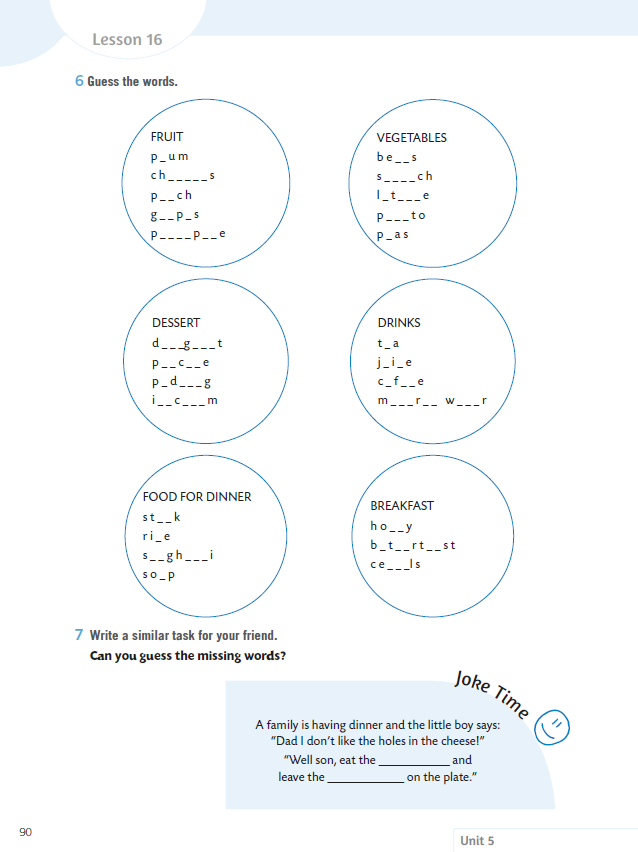 Lesson 16
6 Guess the words.
FRUIT
p_um
ch_____s
p__ch
g__p_s
p____p__e
VEGETABLES
be__s
s____ch
l_t___e
p___to
p_as
DESSERT
d___g___t
p__c__e
p_d___g
i__c___m
DRINKS
t_a
j_i_e
c_f__e
m___r__ w___r
FOOD FOR DINNER
st__k
ri_e
s__gh___i
so_p
BREAKFAST
ho__y
b_t__rt__st
ce___ls
7 Write a similar task for your friend.
Can you guess the missing words?
Joke Time
A family is having dinner and the little boy says:
“Dad I don’t like the holes in the cheese!”
“Well son, eat the ___________ and
leave the ____________ on the plate.”
90
Unit 5